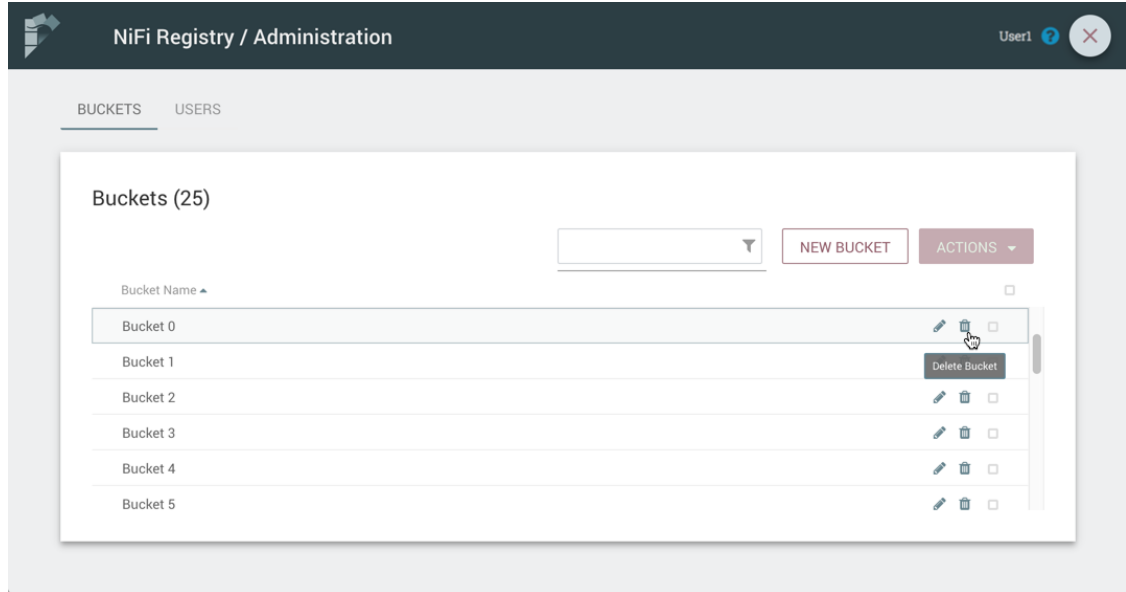 NiFi Registry / Administration
User1
BUCKETS USERS
Buckets (25)
NEW BUCKET ACTIONS
Bucket Name
Bucket 0
Bucket 1
Delete Bucket
Bucket 2
Bucket 3
Bucket 4
Bucket 5